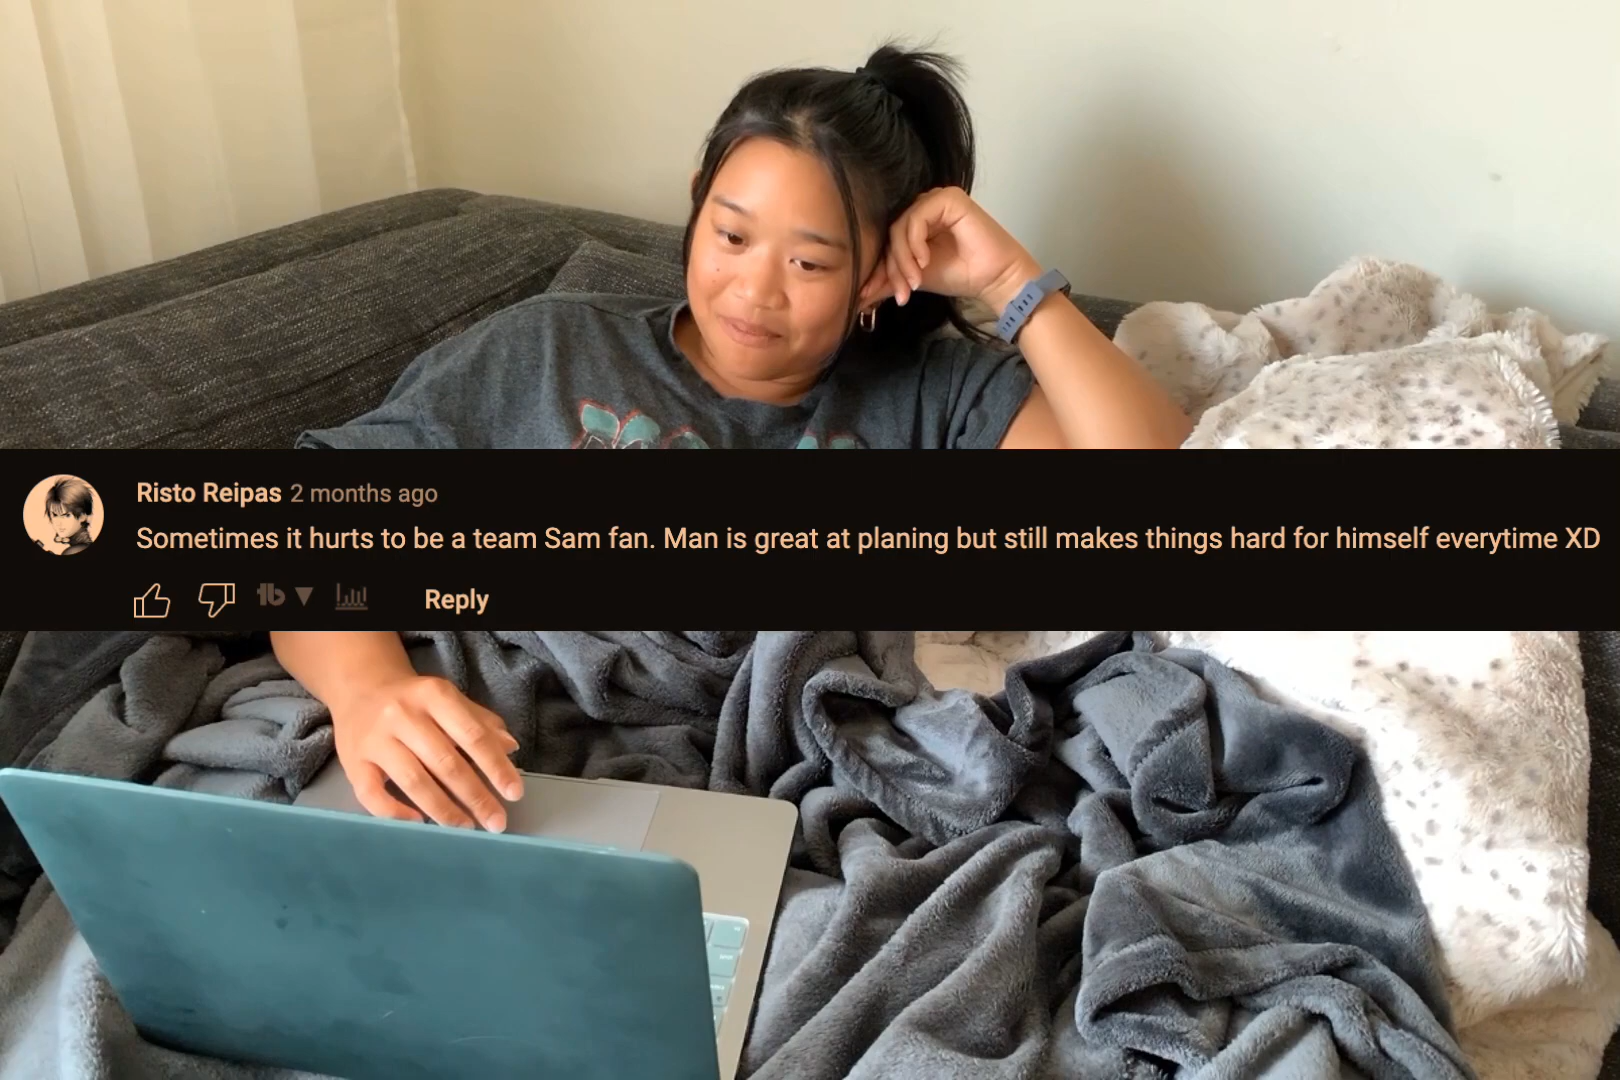 Risto Reipas 2 months ago
Sometimes it hurts to be a team Sam fan. Man is great at planing but still makes things hard for himself everytime XD
Reply